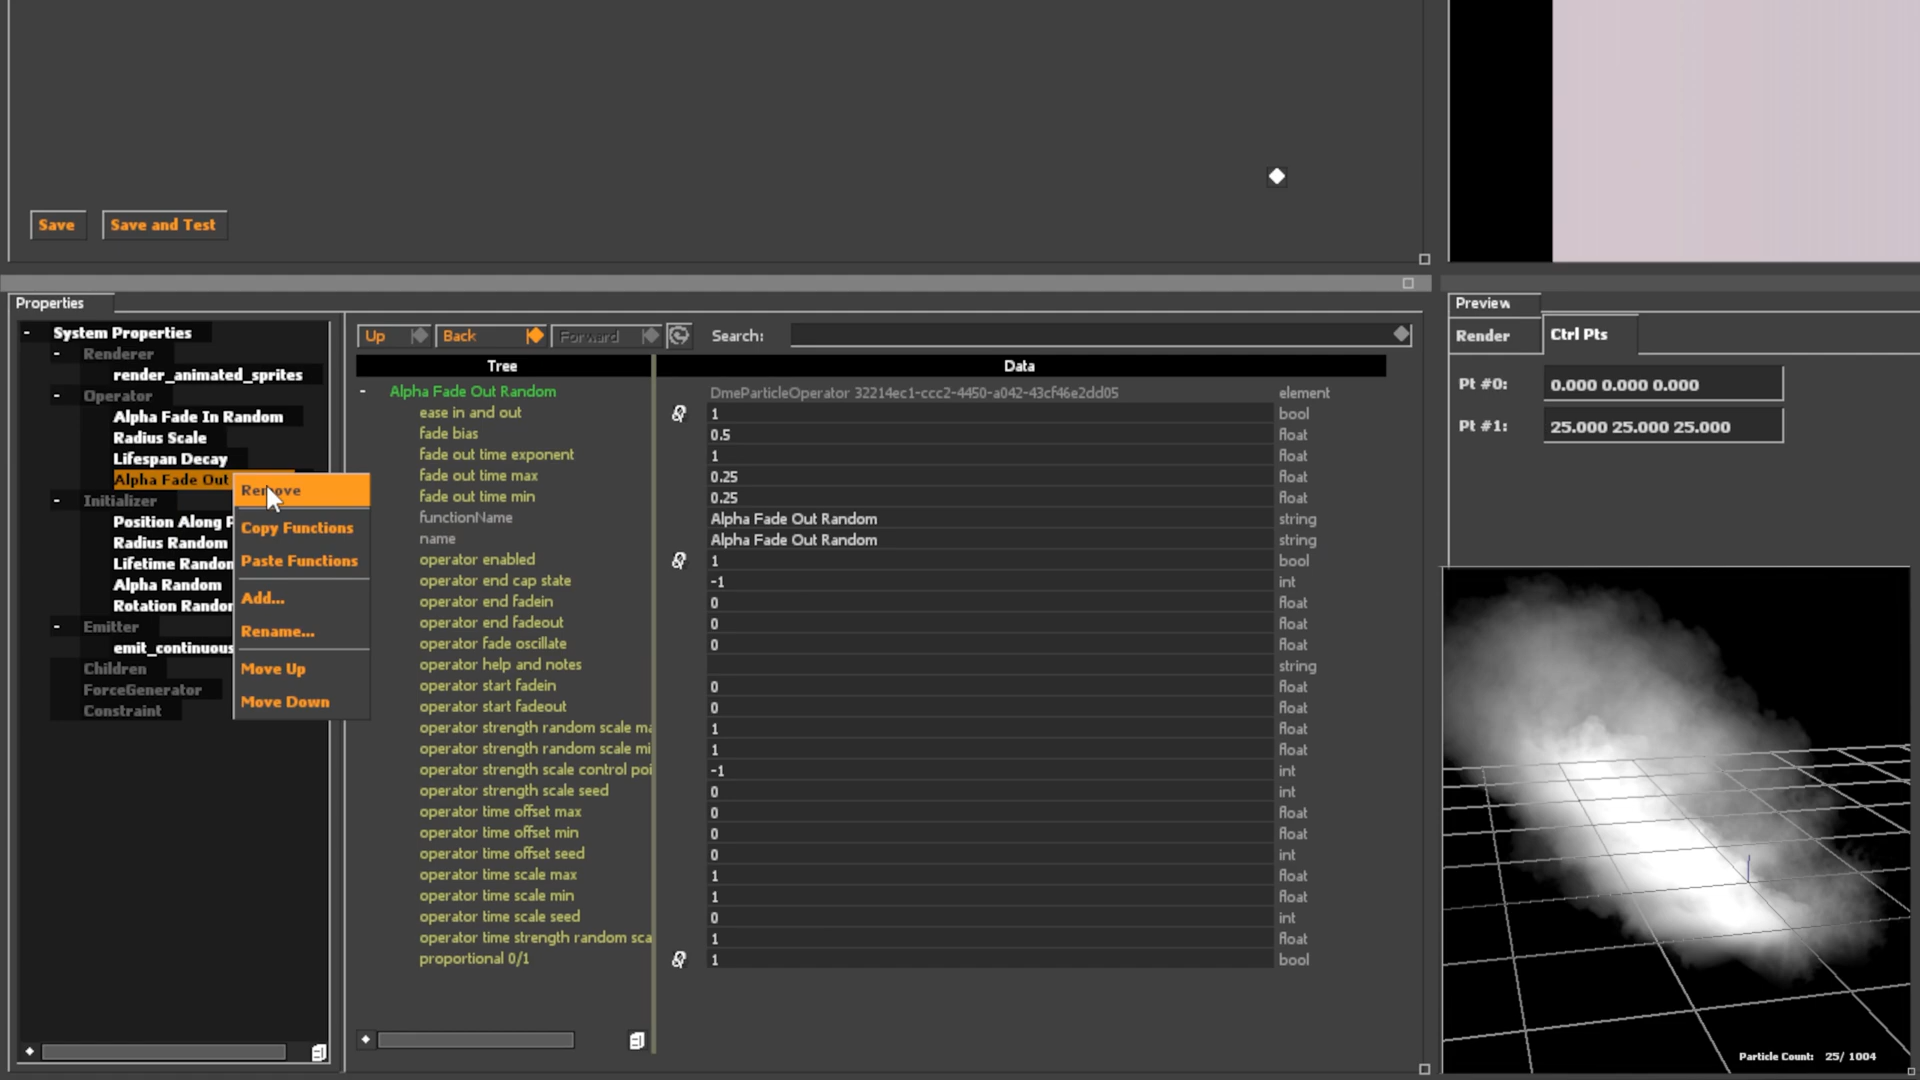 Save
Save and Test
Properties
- System Properties
- Renderer
render_animated_sprites
- Operator
Alpha Fade In Random
Radius Scale
Lifespan Decay
Alpha Fade Out
- Initializer
Position Along
Radius Random
Lifetime Random
Alpha Random
Rotation Random
- Emitter
emit_continuous
Children
ForceGenerator
Constraint
Remove
Copy Functions
Paste Functions
Add...
Rename...
Move Up
Move Down
Up Back Forward Search:
Tree Data
- Alpha Fade Out Random DmeParticleOperator 32214ec1-ccc2-4450-a042-43cf46e2dd05 element
ease in and out 1 bool
fade bias 0.5 float
fade out time exponent 1 float
fade out time max 0.25 float
fade out time min 0.25 float
functionName Alpha Fade Out Random string
name Alpha Fade Out Random string
operator enabled 1 bool
operator end cap state -1 int
operator end fadein 0 float
operator end fadeout 0 float
operator fade oscillate 0 float
operator help and notes string
operator start fadein 0 float
operator start fadeout 0 float
operator strength random scale ma 1 float
operator strength random scale mi 1 float
operator strength scale control poi -1 int
operator strength scale seed 0 int
operator time offset max 0 float
operator time offset min 0 float
operator time offset seed 0 int
operator time scale max 1 float
operator time scale min 1 float
operator time scale seed 0 int
operator time strength random sca 1 float
proportional 0/1 1 bool
Preview
Render Ctrl Pts
Pt #0: 0.000 0.000 0.000
Pt #1: 25.000 25.000 25.000
Particle Count: 25/ 1004